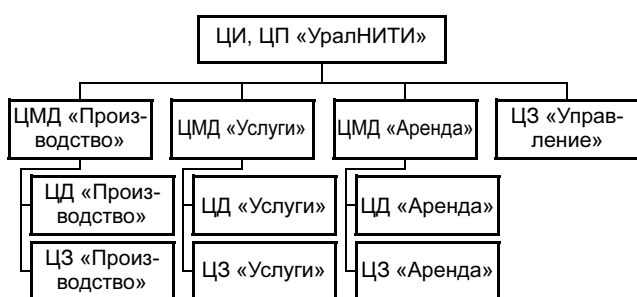 ЦИ, ЦП «УралНИТИ»
ЦМД «Произ-
водство»
ЦМД «Услуги»
ЦМД «Аренда»
ЦЗ «Управ-
ление»
ЦД «Произ-
водство»
ЦД «Услуги»
ЦД «Аренда»
ЦЗ «Произ-
водство»
ЦЗ «Услуги»
ЦЗ «Аренда»